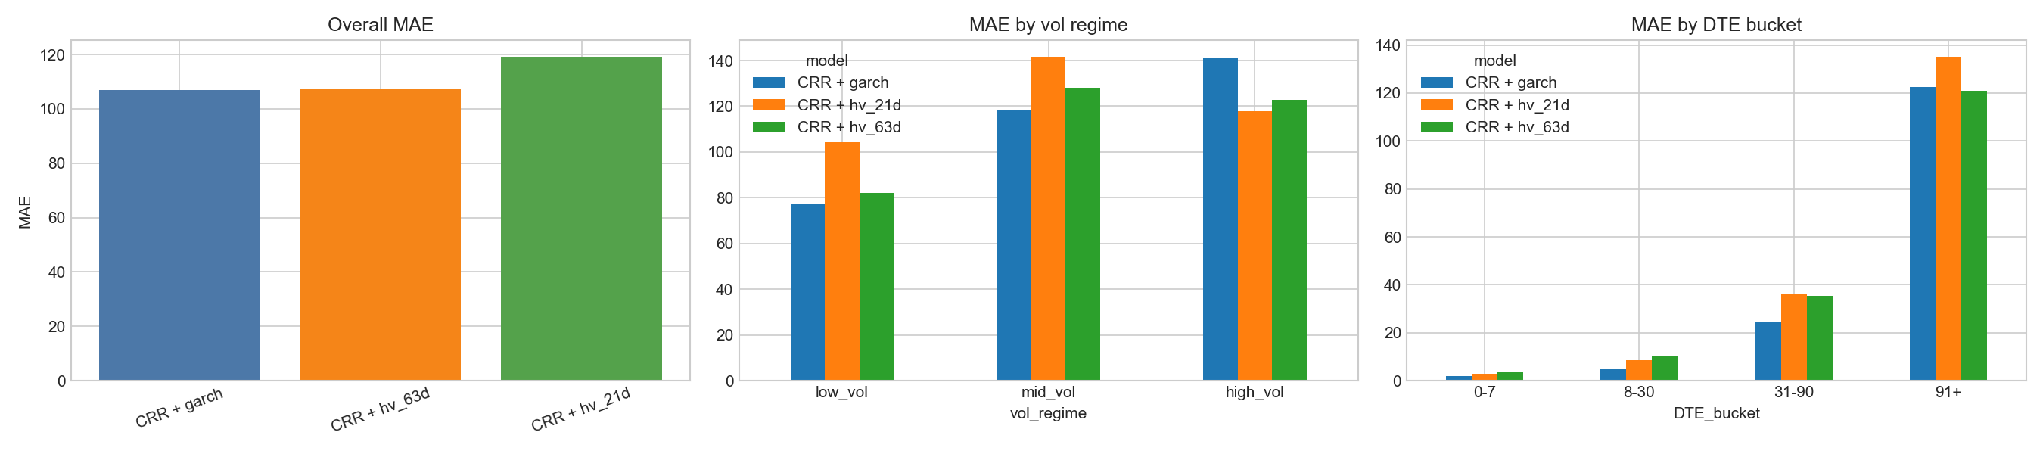 Overall MAE
MAE
120
100
80
60
40
20
0
CRR + garch
CRR + hv_63d
CRR + hv_21d
MAE by vol regime
model
CRR + garch
CRR + hv_21d
CRR + hv_63d
140
120
100
80
60
40
20
0
low_vol
mid_vol
high_vol
vol_regime
MAE by DTE bucket
model
CRR + garch
CRR + hv_21d
CRR + hv_63d
140
120
100
80
60
40
20
0
0-7
8-30
31-90
91+
DTE_bucket